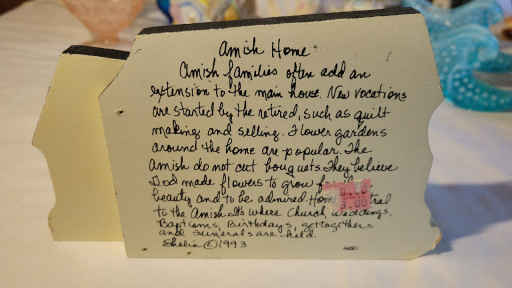 Amish Home
Amish families often add an
extension to the main house. New vocations
are started by the retired, such as quilt
making and selling. Flower gardens
around the home are popular. The
Amish do not cut bouquets They believe
God made flowers to grow
beauty and to be admired.
3.00
to the Amish its where Church, weddings,
Baptisms, Birthdays, get togethers
and funerals are held.
Shelia © 1993